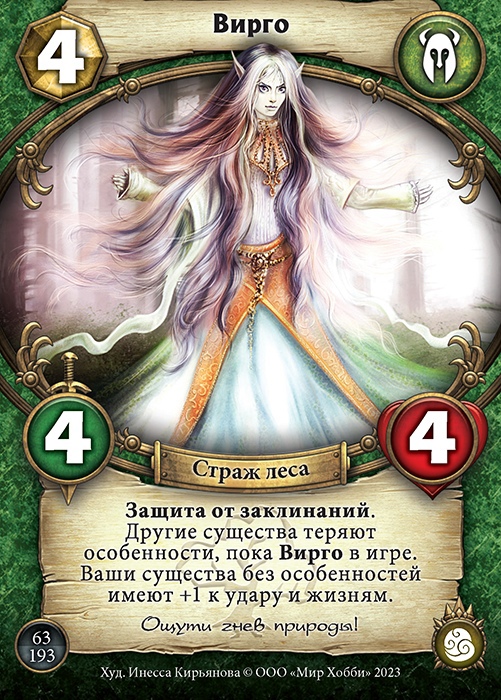 Вирго
4
4
4
Страж леса
Защита от заклинаний.
Другие существа теряют
особенности, пока Вирго в игре.
Ваши существа без особенностей
имеют +1 к удару и жизням.
Ощути гнев природы!
63
193
Худ. Инесса Кирьянова © ООО «Мир Хобби» 2023